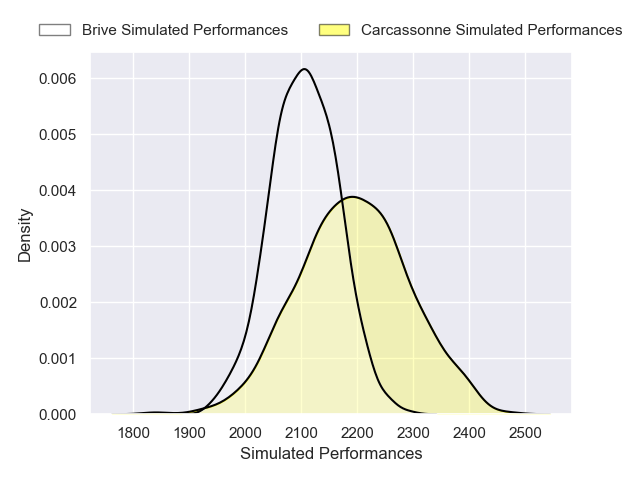 Brive Simulated Performances Carcassonne Simulated Performances
0.006
0.005
0.004
0.003
0.002
0.001
0.000
Density
1800 1900 2000 2100 2200 2300 2400 2500
Simulated Performances